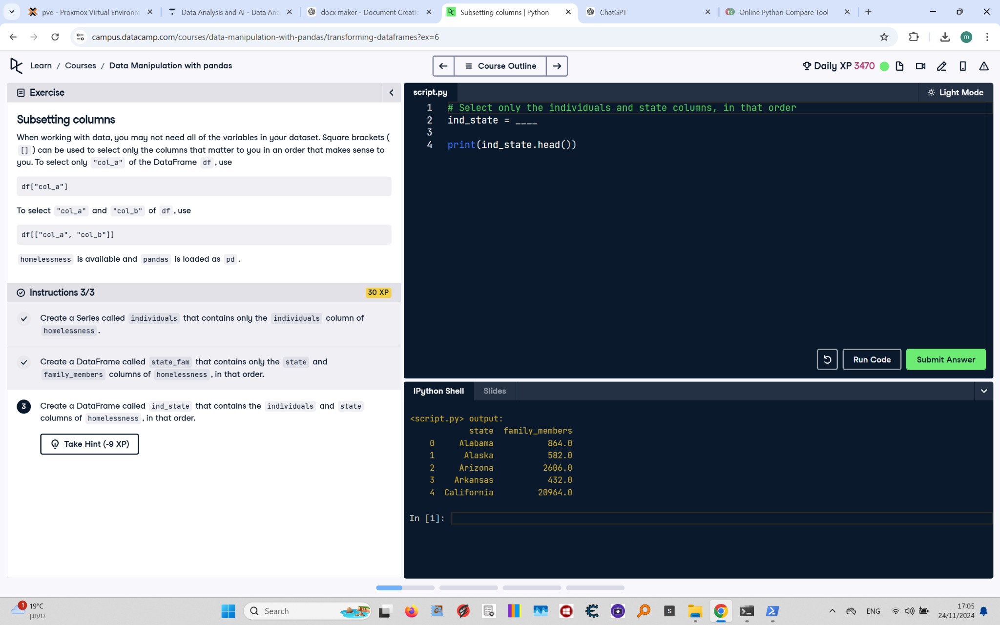 pve - Proxmox Virtual Environm
Data Analysis and AI - Data Ana
docx maker - Document Creatic
Subsetting columns | Python
ChatGPT
Online Python Compare Tool
campus.datacamp.com/courses/data-manipulation-with-pandas/transforming-dataframes?ex=6
m
Learn / Courses / Data Manipulation with pandas
Course Outline
Daily XP 3470
Exercise
Subsetting columns
When working with data, you may not need all of the variables in your dataset. Square brackets (
[] ) can be used to select only the columns that matter to you in an order that makes sense to
you. To select only "col_a" of the DataFrame df , use
df["col_a"]
To select "col_a" and "col_b" of df , use
df[["col_a", "col_b"]]
homelessness is available and pandas is loaded as pd .
Instructions 3/3
30 XP
Create a Series called individuals that contains only the individuals column of
homelessness .
Create a DataFrame called state_fam that contains only the state and
family_members columns of homelessness , in that order.
3
Create a DataFrame called ind_state that contains the individuals and state
columns of homelessness , in that order.
Take Hint (-9 XP)
script.py
Light Mode
1 # Select only the individuals and state columns, in that order
2 ind_state = ____
3
4 print(ind_state.head())
Run Code
Submit Answer
IPython Shell
Slides
<script.py> output:
state family_members
0 Alabama 864.0
1 Alaska 582.0
2 Arizona 2606.0
3 Arkansas 432.0
4 California 20964.0
In [1]:
1
19°C
מעונן
Search
S
ENG
17:05
24/11/2024